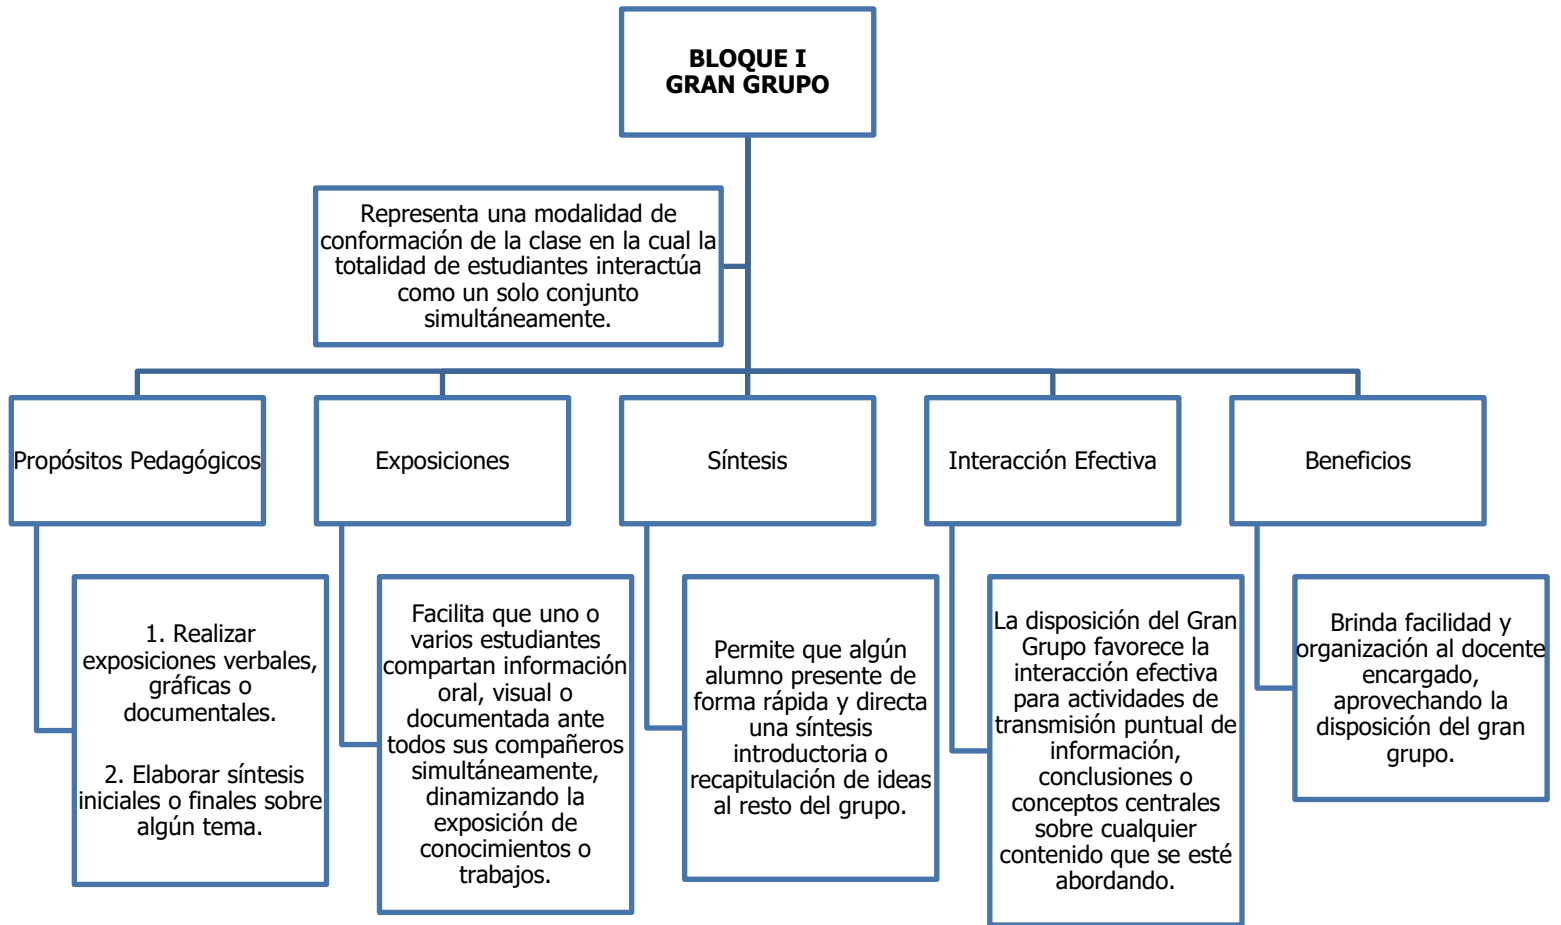 BLOQUE I
GRAN GRUPO
Representa una modalidad de
conformación de la clase en la cual la
totalidad de estudiantes interactúa
como un solo conjunto
simultáneamente.
Propósitos Pedagógicos
Exposiciones
Síntesis
Interacción Efectiva
Beneficios
1. Realizar
exposiciones verbales,
gráficas o
documentales.
2. Elaborar síntesis
iniciales o finales sobre
algún tema.
Facilita que uno o
varios estudiantes
compartan información
oral, visual o
documentada ante
todos sus compañeros
simultáneamente,
dinamizando la
exposición de
conocimientos o
trabajos.
Permite que algún
alumno presente de
forma rápida y directa
una síntesis
introductoria o
recapitulación de ideas
al resto del grupo.
La disposición del Gran
Grupo favorece la
interacción efectiva
para actividades de
transmisión puntual de
información,
conclusiones o
conceptos centrales
sobre cualquier
contenido que se esté
abordando.
Brinda facilidad y
organización al docente
encargado,
aprovechando la
disposición del gran
grupo.